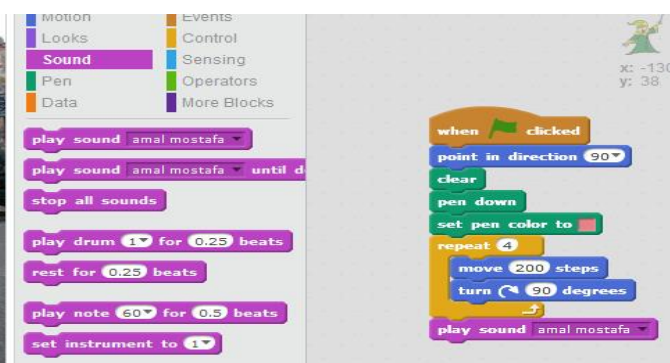 Motion
Events
Looks
Control
Sound
Sensing
Pen
Operators
Data
More Blocks
play sound amal mostafa
play sound amal mostafa until
stop all sounds
play drum 1 for 0.25 beats
rest for 0.25 beats
play note 60 for 0.5 beats
set instrument to 1
x: -130
y: 38
when clicked
point in direction 90
clear
pen down
set pen color to
repeat 4
move 200 steps
turn 90 degrees
play sound amal mostafa